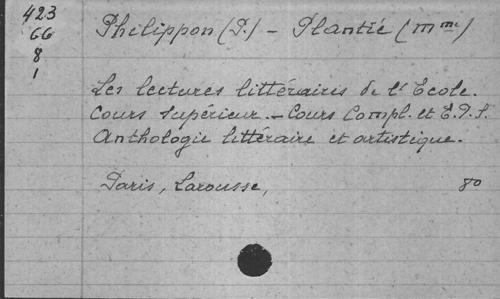 423
66
8
1
Philippon (P.) - Plantié (Mme)
Les lectures littéraires de l'Ecole.
Cours Supérieur. - Cours Compl. et E.P.S.
Anthologie littéraire et artistique.
Paris, Larousse, 80